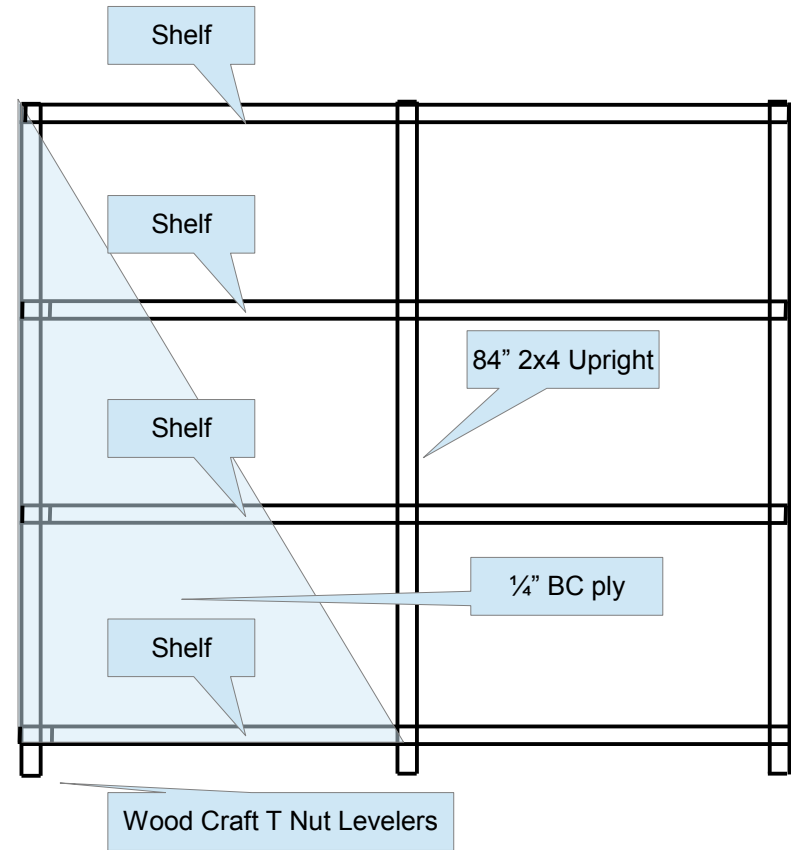 Shelf
Shelf
84” 2x4 Upright
Shelf
¼” BC ply
Shelf
Wood Craft T Nut Levelers